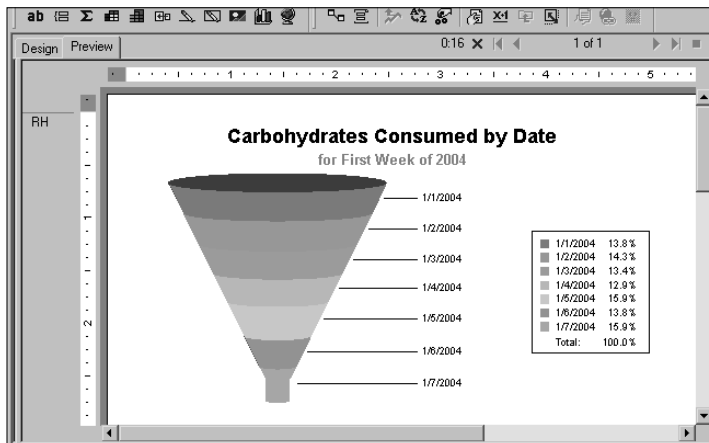 ab Σ
Design Preview 0:16 1 of 1
1 2 3 4 5
RH
1
2
Carbohydrates Consumed by Date
for First Week of 2004
1/1/2004
1/2/2004
1/3/2004
1/4/2004
1/5/2004
1/6/2004
1/7/2004
1/1/2004 13.8%
1/2/2004 14.3%
1/3/2004 13.4%
1/4/2004 12.9%
1/5/2004 15.9%
1/6/2004 13.8%
1/7/2004 15.9%
Total: 100.0%